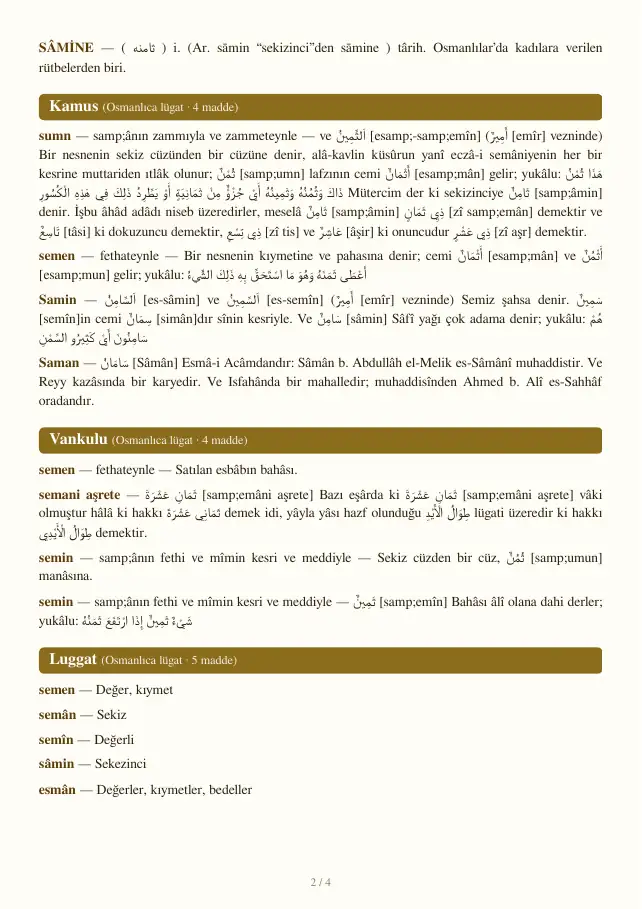 SÂMİNE — ( ثامنه ) i. (Ar. sāmin “sekizinci”den sāmine ) târih. Osmanlılar’da kadılara verilen
rütbelerden biri.
Kamus (Osmanlıca lügat · 4 madde)
sumn — samp;ânın zammıyla ve zammeteynle — ve اَلثَّمِينُ [esamp;-samp;emîn] (أَمِيرٌ [emîr] vezninde)
Bir nesnenin sekiz cüzünden bir cüzüne denir, alâ-kavlin küsûrun yanî eczâ-i semâniyenin her bir
kesrine muttariden ıtlâk olunur; ثُمْنٌ [samp;umn] lafzının cemi أَثْمَانٌ [esamp;mân] gelir; yukâlu: هَذَا ثُمْنُ
ذَاكَ وَثُمُنُهُ وَثَمِينُهُ أَيْ جُزْؤٌ مِنْ ثَمَانِيَةٍ أَوْ يَطَّرِدُ ذَلِكَ فِي هَذِهِ الْكُسُورِ Mütercim der ki sekizinciye ثَامِنٌ [samp;âmin]
denir. İşbu âhâd adâdı niseb üzeredirler, meselâ ثَامِنٌ [samp;âmin] ذِي ثَمَانٍ [zî samp;emân] demektir ve
تَاسِعٌ [tâsi] ki dokuzuncu demektir, ذِي تِسْعٍ [zî tis] ve عَاشِرٌ [âşir] ki onuncudur ذِي عَشْرٍ [zî aşr] demektir.
semen — fethateynle — Bir nesnenin kıymetine ve pahasına denir; cemi أَثْمَانٌ [esamp;mân] ve أَثْمُنٌ
[esamp;mun] gelir; yukâlu: أَعْطَى ثَمَنَهُ وَهُوَ مَا اسْتَحَقَّ بِهِ ذَلِكَ الشَّيْءُ
Samin — اَلسَّامِنُ [es-sâmin] ve اَلسَّمِينُ [es-semîn] (أَمِيرٌ [emîr] vezninde) Semiz şahsa denir. سَمِينٌ
[semîn]in cemi سِمَانٌ [simân]dır sînin kesriyle. Ve سَامِنٌ [sâmin] Sâfî yağı çok adama denir; yukâlu: هُمْ
سَامِنُونَ أَيْ كَثِيرُو السَّمْنِ
Saman — سَامَانُ [Sâmân] Esmâ-i Acâmdandır: Sâmân b. Abdullâh el-Melik es-Sâmânî muhaddistir. Ve
Reyy kazâsında bir karyedir. Ve Isfahânda bir mahalledir; muhaddisînden Ahmed b. Alî es-Sahhâf
oradandır.
Vankulu (Osmanlıca lügat · 4 madde)
semen — fethateynle — Satılan esbâbın bahâsı.
semani aşrete — ثَمَانِ عَشْرَةَ [samp;emâni aşrete] Bazı eşârda ki ثَمَانِ عَشْرَةَ [samp;emâni aşrete] vâki
olmuştur hâlâ ki hakkı ثَمَانِي عَشْرَةَ demek idi, yâyla yâsı hazf olunduğu طِوَالُ الْأَيْدِ lügati üzeredir ki hakkı
طِوَالُ الْأَيْدِي demektir.
semin — samp;ânın fethi ve mîmin kesri ve meddiyle — Sekiz cüzden bir cüz, ثُمُنٌ [samp;umun]
manâsına.
semin — samp;ânın fethi ve mîmin kesri ve meddiyle — ثَمِينٌ [samp;emîn] Bahâsı âlî olana dahi derler;
yukâlu: شَيْءٌ ثَمِينٌ إِذَا ارْتَفَعَ ثَمَنُهُ
Luggat (Osmanlıca lügat · 5 madde)
semen — Değer, kıymet
semân — Sekiz
semîn — Değerli
sâmin — Sekezinci
esmân — Değerler, kıymetler, bedeller
2 / 4